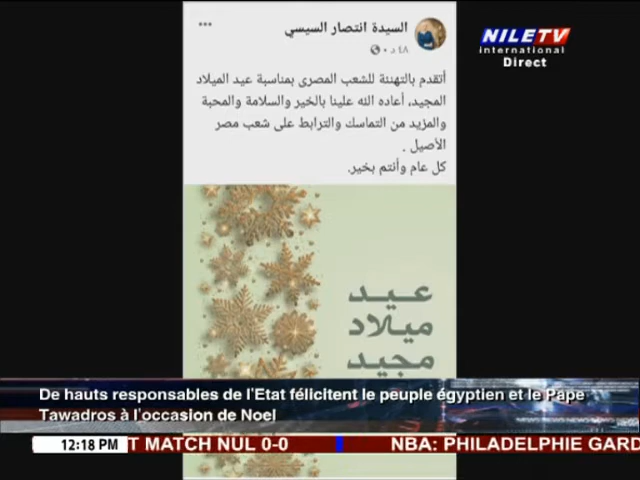 السيدة انتصار السيسي
٤٨ د •
NILE TV
international
Direct
أتقدم بالتهنئة للشعب المصرى بمناسبة عيد الميلاد
المجيد، أعاده الله علينا بالخير والسلامة والمحبة
والمزيد من التماسك والترابط على شعب مصر
الأصيل .
كل عام وأنتم بخير.
عيد
ميلاد
مجيد
De hauts responsables de l'Etat félicitent le peuple égyptien et le Pape
Tawadros à l'occasion de Noel
12:18 PM T MATCH NUL 0-0 NBA: PHILADELPHIE GARD